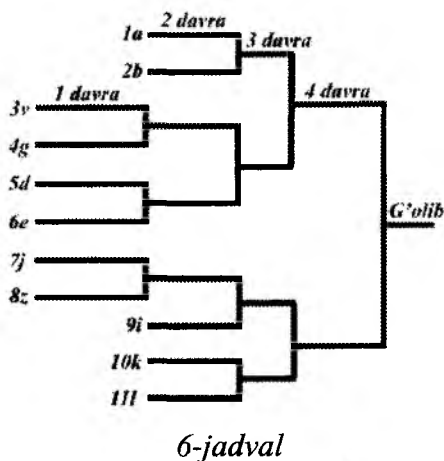 1a 2 davra
3 davra
2b
3v 1 davra
4 davra
4g
5d
6e
G'olib
7j
8z
9i
10k
11l
6-jadval